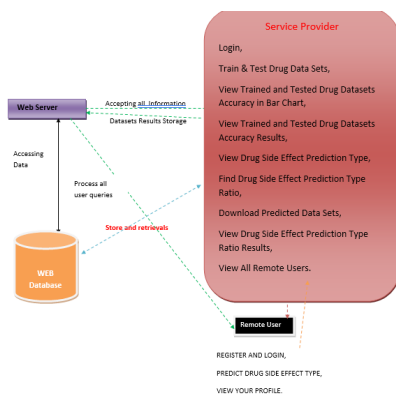 Service Provider
Login,
Train & Test Drug Data Sets,
View Trained and Tested Drug Datasets
Accuracy in Bar Chart,
View Trained and Tested Drug Datasets
Accuracy Results,
View Drug Side Effect Prediction Type,
Find Drug Side Effect Prediction Type
Ratio,
Download Predicted Data Sets,
View Drug Side Effect Prediction Type
Ratio Results,
View All Remote Users.
Web Server
Accepting all Information
Datasets Results Storage
Accessing
Data
Process all
user queries
Store and retrievals
WEB
Database
Remote User
REGISTER AND LOGIN,
PREDICT DRUG SIDE EFFECT TYPE,
VIEW YOUR PROFILE.